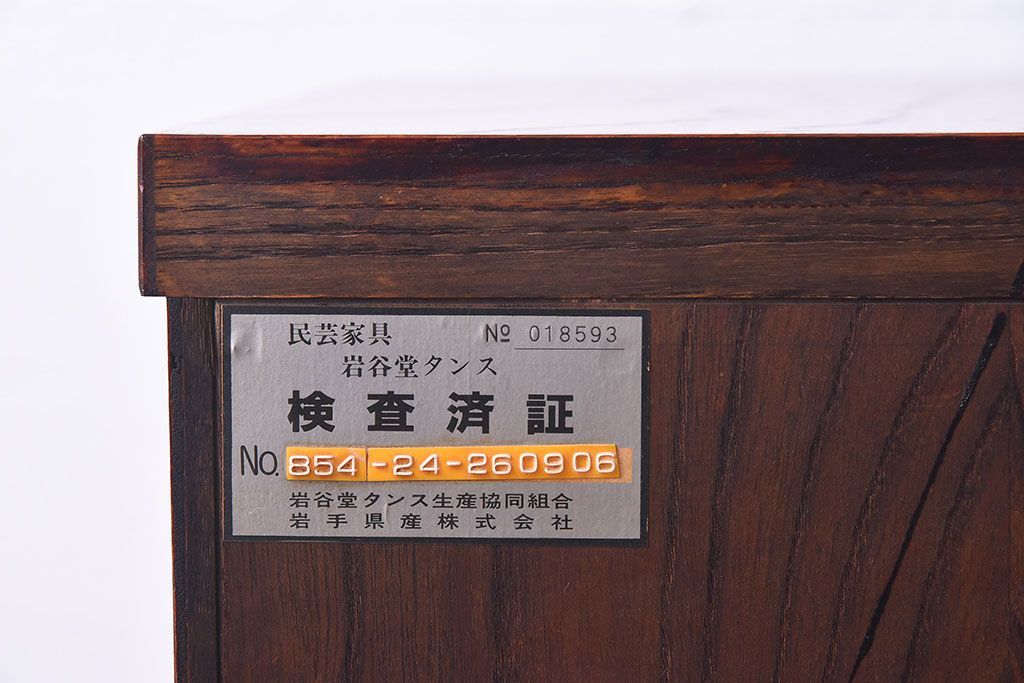 民芸家具 № 018593
岩谷堂タンス
検査済証
No. 854-24-260906
岩谷堂タンス生産協同組合
岩手県産株式会社